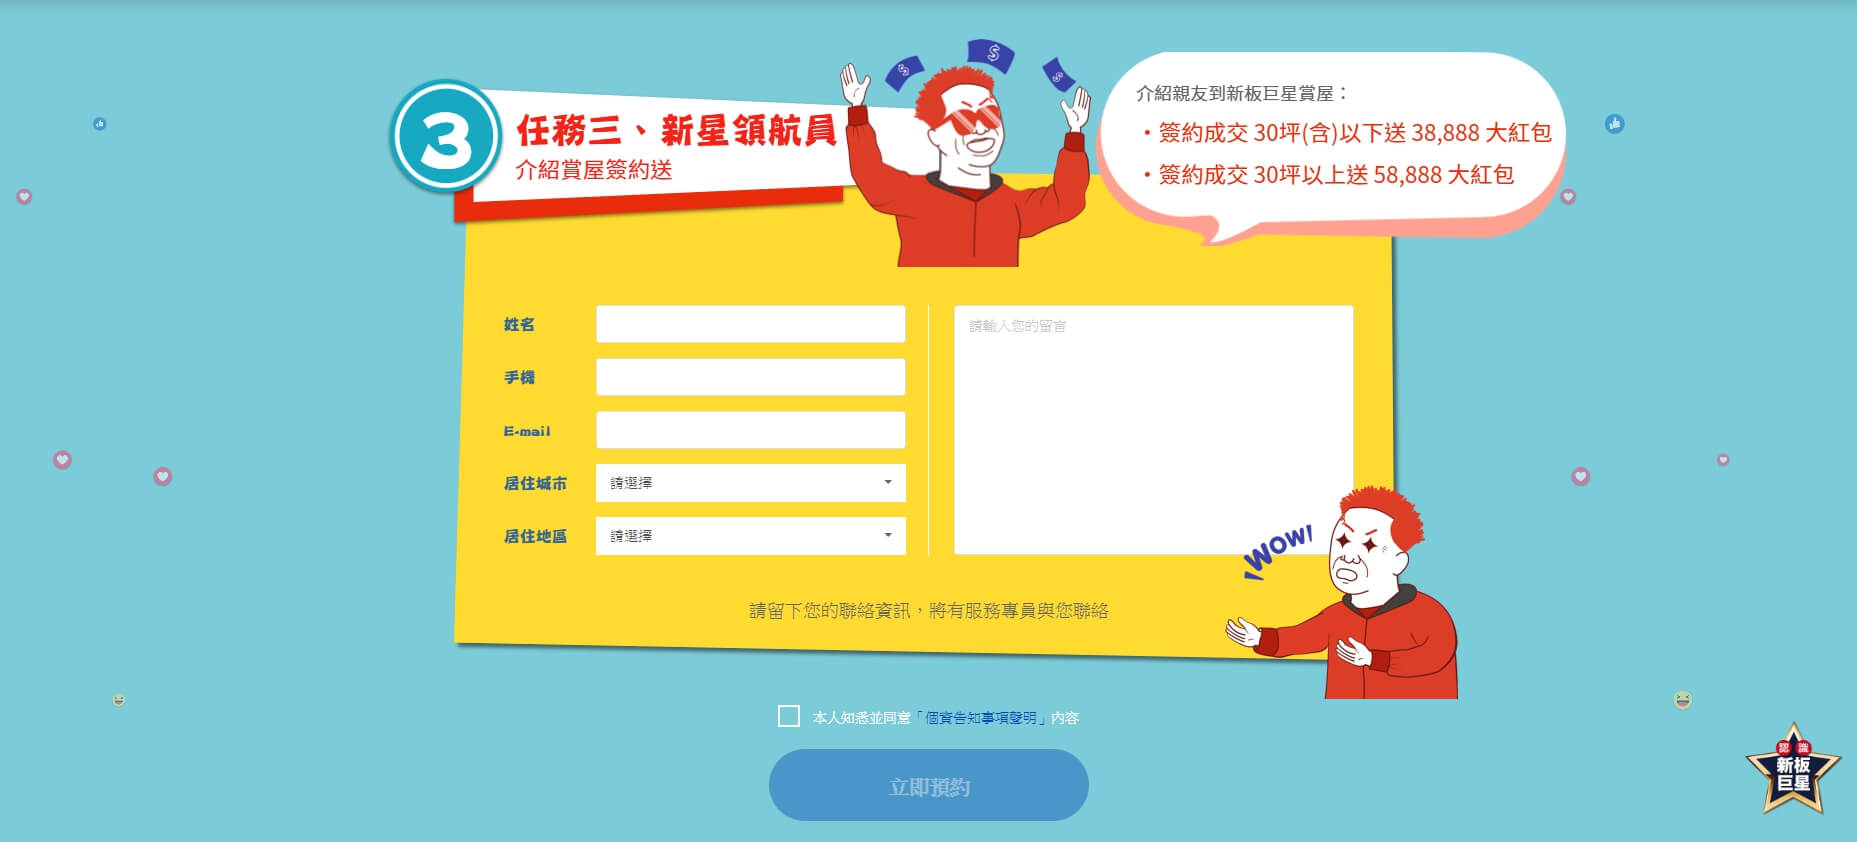 3
任務三、新星領航員
介紹賞屋簽約送
$ $ $
介紹親友到新板巨星賞屋：
・簽約成交 30坪(含)以下送 38,888 大紅包
・簽約成交 30坪以上送 58,888 大紅包
姓名
手機
E-mail
居住城市
請選擇
居住地區
請選擇
請輸入您的留言
WOW!
請留下您的聯絡資訊，將有服務專員與您聯絡
本人知悉並同意「個資告知事項聲明」內容
立即預約
認識
新板
巨星